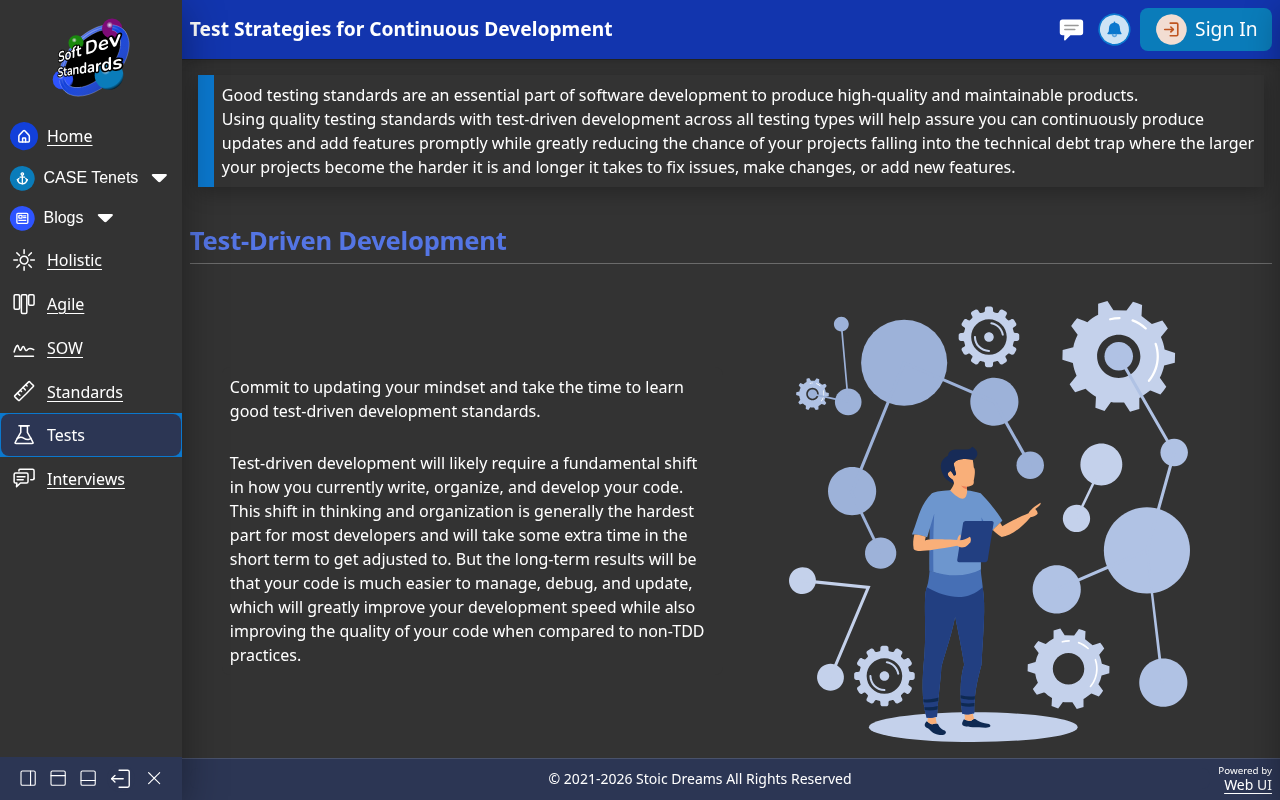 Soft Dev
Standards
Test Strategies for Continuous Development
Sign In
Home
CASE Tenets
Blogs
Holistic
Agile
SOW
Standards
Tests
Interviews
Good testing standards are an essential part of software development to produce high-quality and maintainable products.
Using quality testing standards with test-driven development across all testing types will help assure you can continuously produce
updates and add features promptly while greatly reducing the chance of your projects falling into the technical debt trap where the larger
your projects become the harder it is and longer it takes to fix issues, make changes, or add new features.
Test-Driven Development
Commit to updating your mindset and take the time to learn
good test-driven development standards.
Test-driven development will likely require a fundamental shift
in how you currently write, organize, and develop your code.
This shift in thinking and organization is generally the hardest
part for most developers and will take some extra time in the
short term to get adjusted to. But the long-term results will be
that your code is much easier to manage, debug, and update,
which will greatly improve your development speed while also
improving the quality of your code when compared to non-TDD
practices.
© 2021-2026 Stoic Dreams All Rights Reserved
Powered by
Web UI